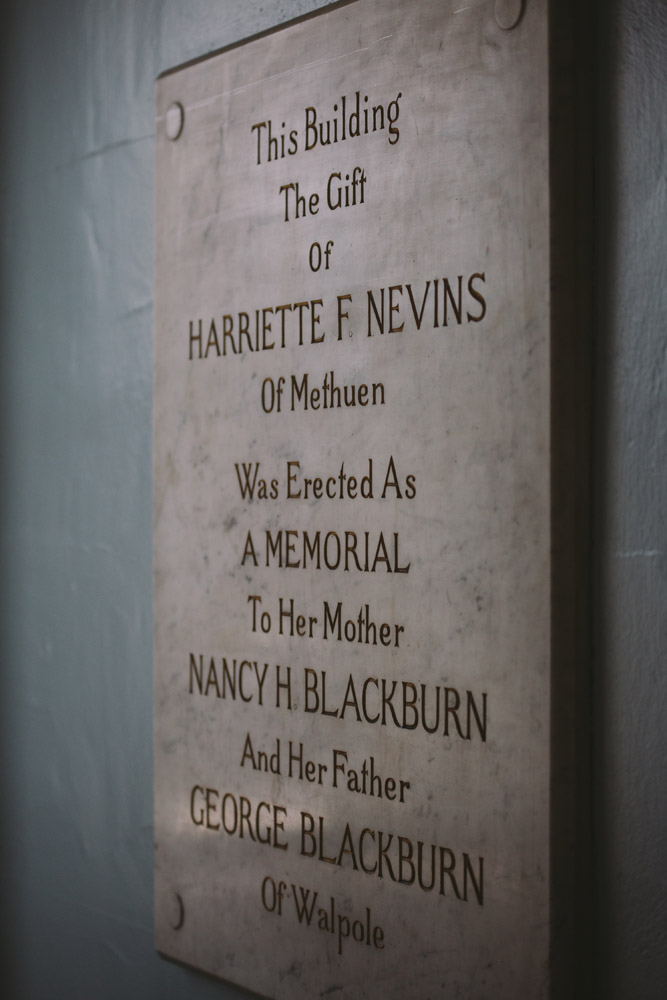 This Building
The Gift
Of
HARRIETTE F. NEVINS
Of Methuen
Was Erected As
A MEMORIAL
To Her Mother
NANCY H. BLACKBURN
And Her Father
GEORGE BLACKBURN
Of Walpole